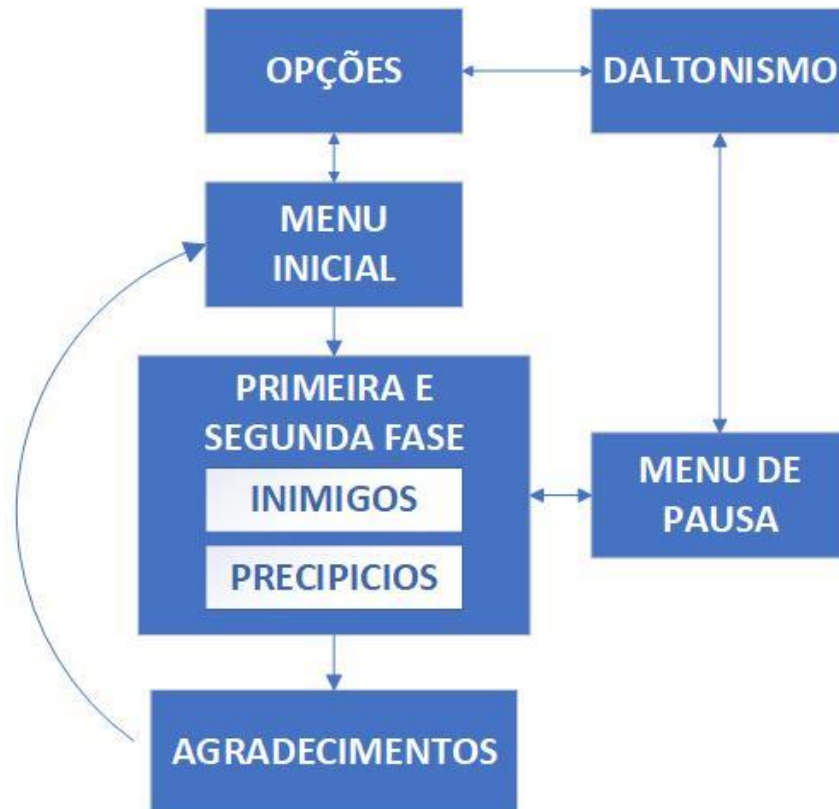 OPÇÕES
DALTONISMO
MENU
INICIAL
PRIMEIRA E
SEGUNDA FASE
INIMIGOS
PRECIPICIOS
MENU DE
PAUSA
AGRADECIMENTOS